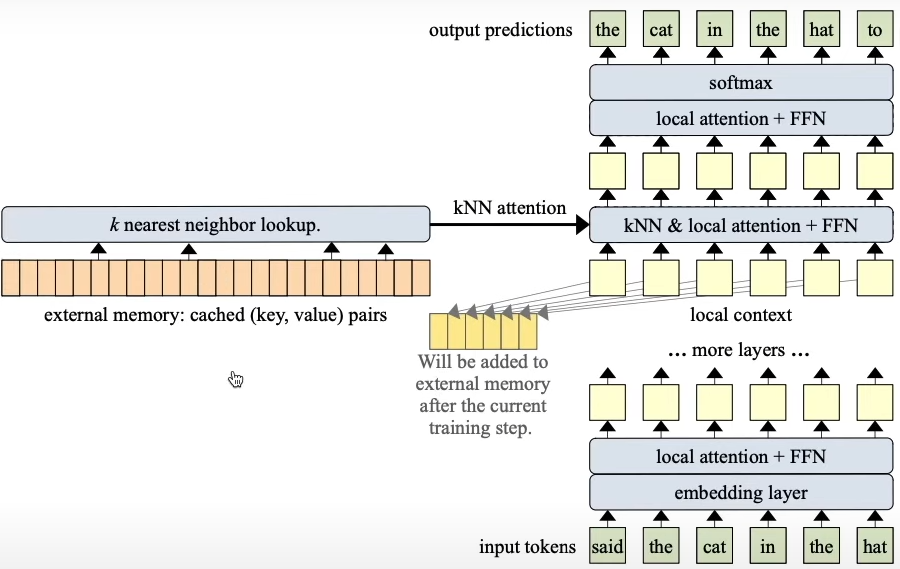 output predictions the cat in the hat to
softmax
local attention + FFN
k nearest neighbor lookup.
kNN attention
kNN & local attention + FFN
external memory: cached (key, value) pairs
local context
Will be added to
external memory
after the current
training step.
... more layers ...
local attention + FFN
embedding layer
input tokens said the cat in the hat